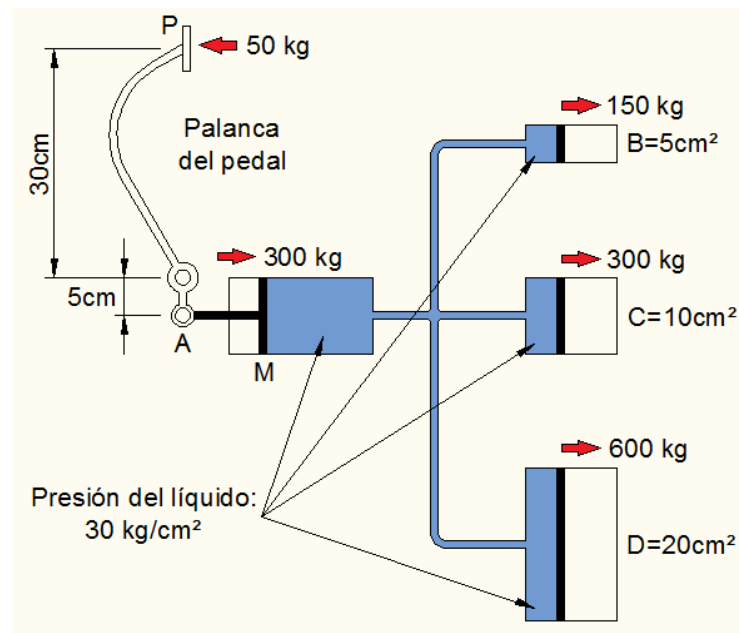 P
50 kg
Palanca
del pedal
30cm
5cm
A
300 kg
M
150 kg
B=5cm²
300 kg
C=10cm²
600 kg
D=20cm²
Presión del líquido:
30 kg/cm²